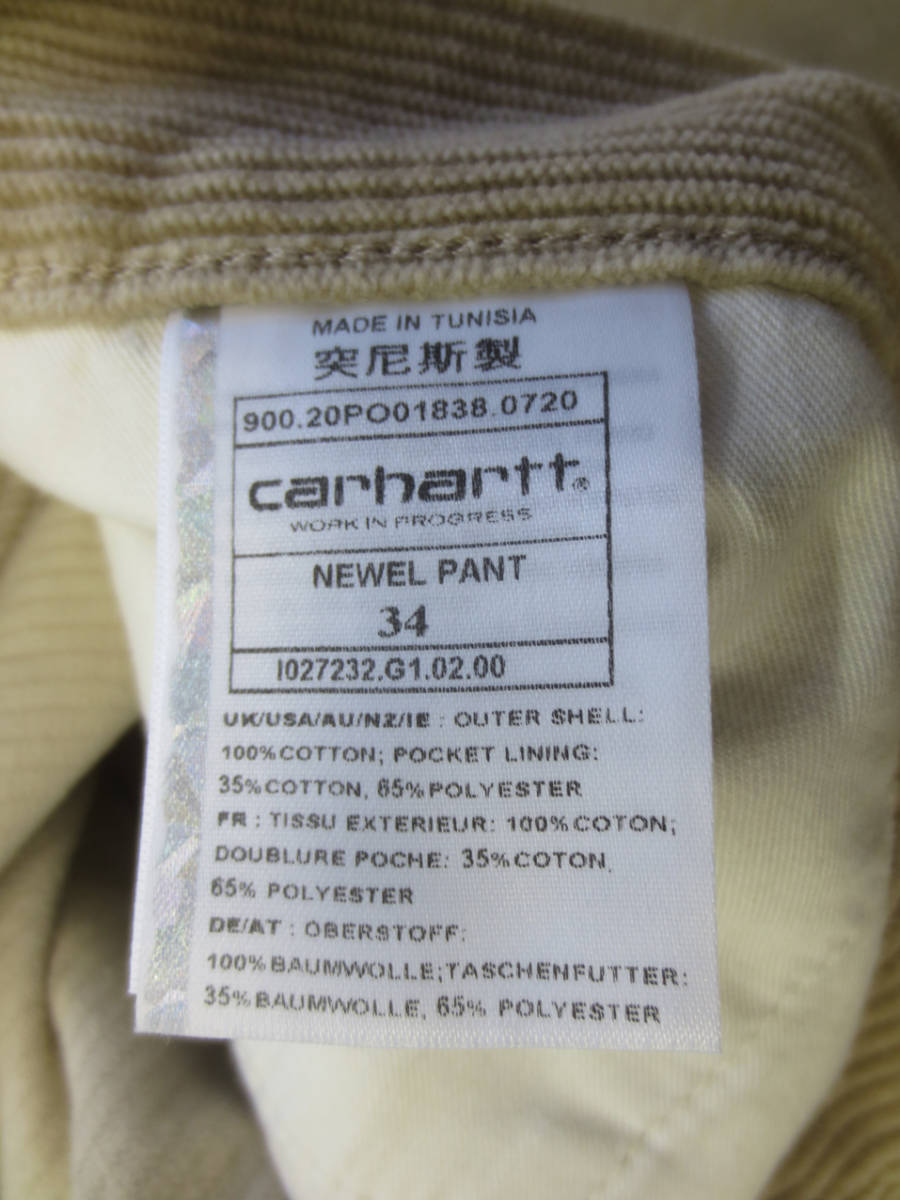 MADE IN TUNISIA
突尼斯製
900.20PO01838.0720
carhartt®
WORK IN PROGRESS
NEWEL PANT
34
I027232.G1.02.00
UK/USA/AU/NZ/IE : OUTER SHELL:
100%COTTON; POCKET LINING:
35%COTTON, 65%POLYESTER
FR : TISSU EXTERIEUR: 100%COTON;
DOUBLURE POCHE: 35%COTON,
65% POLYESTER
DE/AT : OBERSTOFF:
100%BAUMWOLLE;TASCHENFUTTER:
35%BAUMWOLLE, 65% POLYESTER